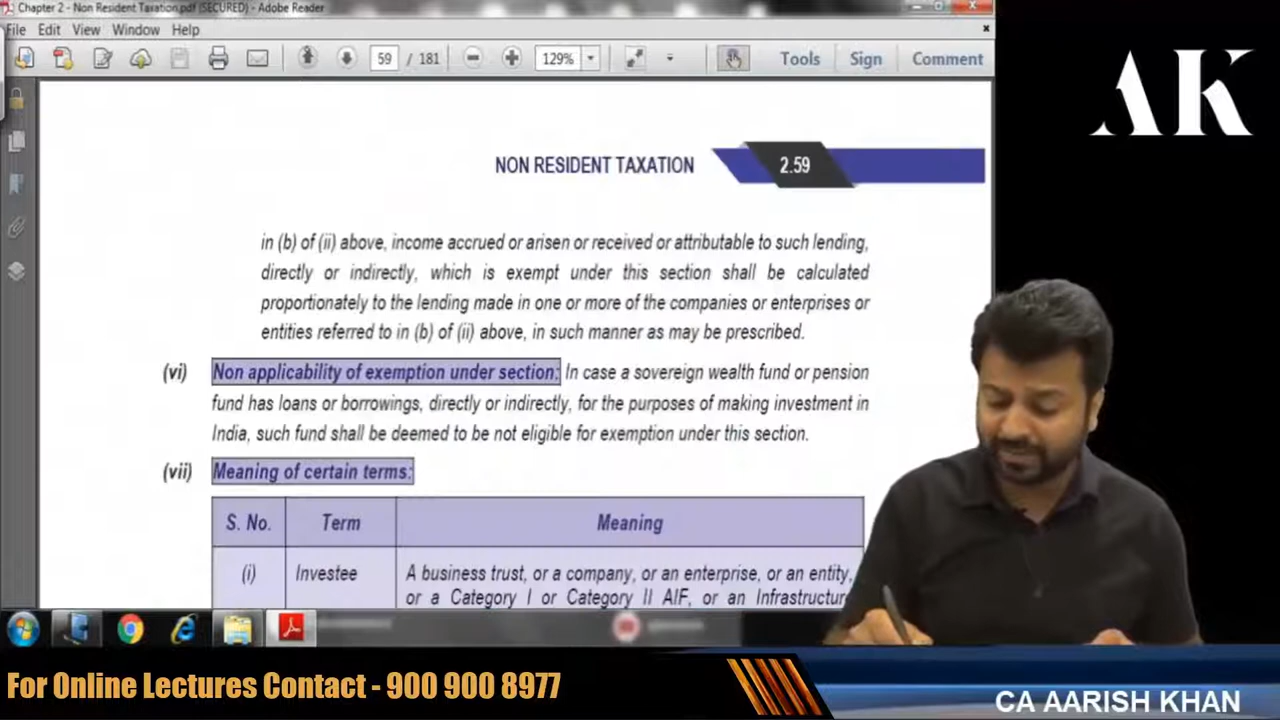 Chapter 2 - Non Resident Taxation.pdf (SECURED) - Adobe Reader
File Edit View Window Help
59 / 181 129% Tools Sign Comment
AK
NON RESIDENT TAXATION 2.59
in (b) of (ii) above, income accrued or arisen or received or attributable to such lending,
directly or indirectly, which is exempt under this section shall be calculated
proportionately to the lending made in one or more of the companies or enterprises or
entities referred to in (b) of (ii) above, in such manner as may be prescribed.
(vi) Non applicability of exemption under section: In case a sovereign wealth fund or pension
fund has loans or borrowings, directly or indirectly, for the purposes of making investment in
India, such fund shall be deemed to be not eligible for exemption under this section.
(vii) Meaning of certain terms:
S. No. Term Meaning
(i) Investee A business trust, or a company, or an enterprise, or an entity,
or a Category I or Category II AIF, or an Infrastructure
For Online Lectures Contact - 900 900 8977
CA AARISH KHAN